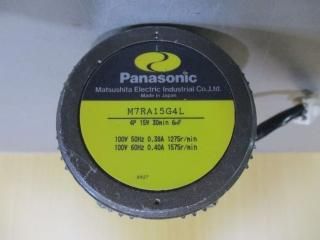 Panasonic
Matsushita Electric Industrial Co.,Ltd.
Made in Japan
M7RA15G4L
4P 15W 30min 6μF
100V 50Hz 0.38A 1275r/min
100V 60Hz 0.40A 1575r/min